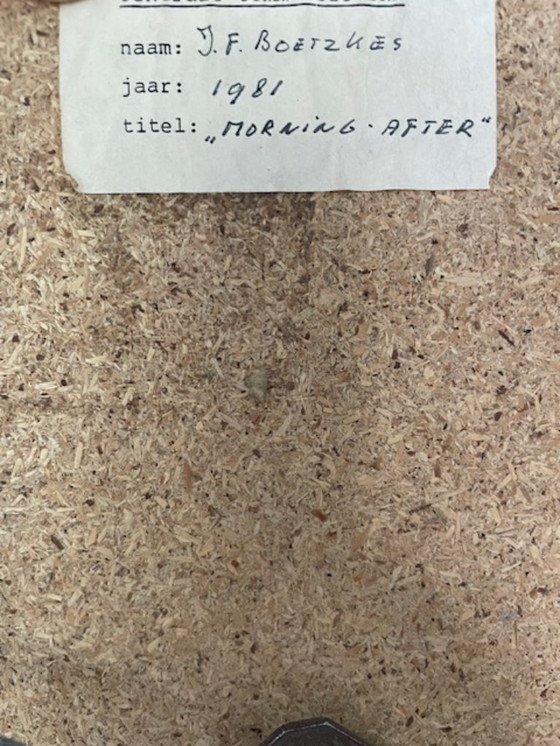 naam: J.F. BOETZKES
jaar: 1981
titel: „MORNING-AFTER"